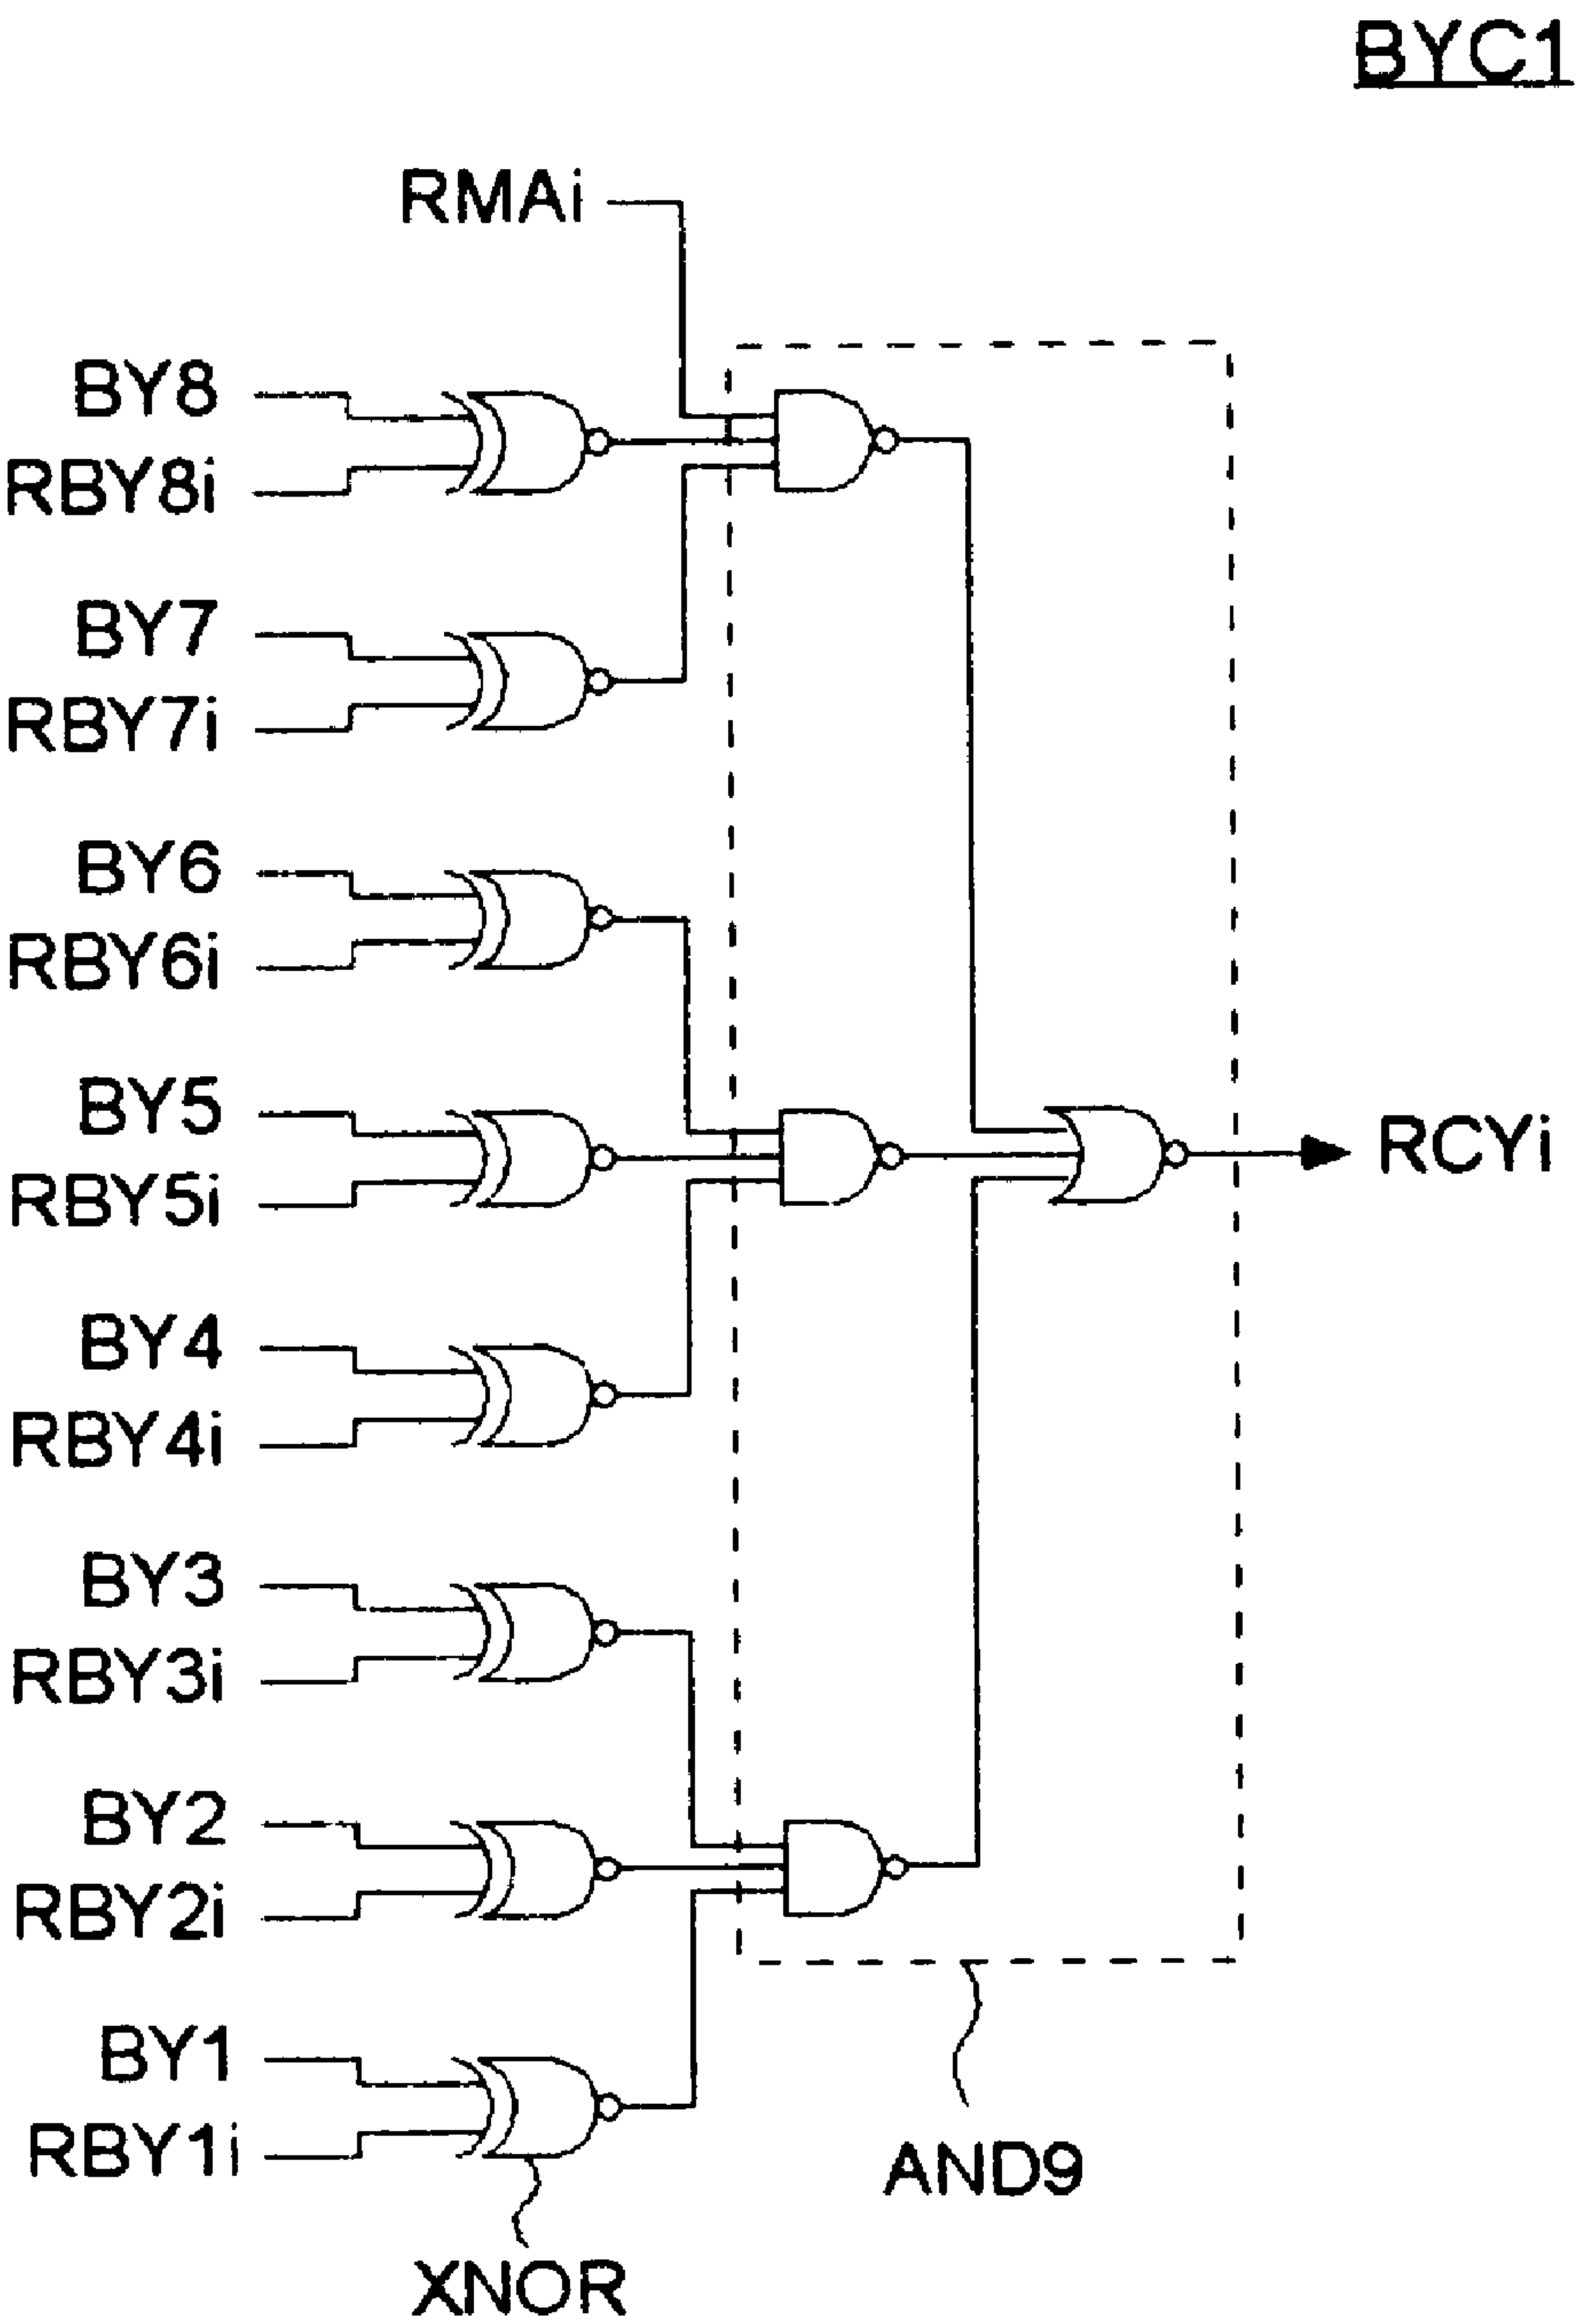 BYC1
RMAi
BY8
RBY8i
BY7
RBY7i
BY6
RBY6i
BY5
RBY5i
RCYi
BY4
RBY4i
BY3
RBY3i
BY2
RBY2i
BY1
RBY1i
AND9
XNOR